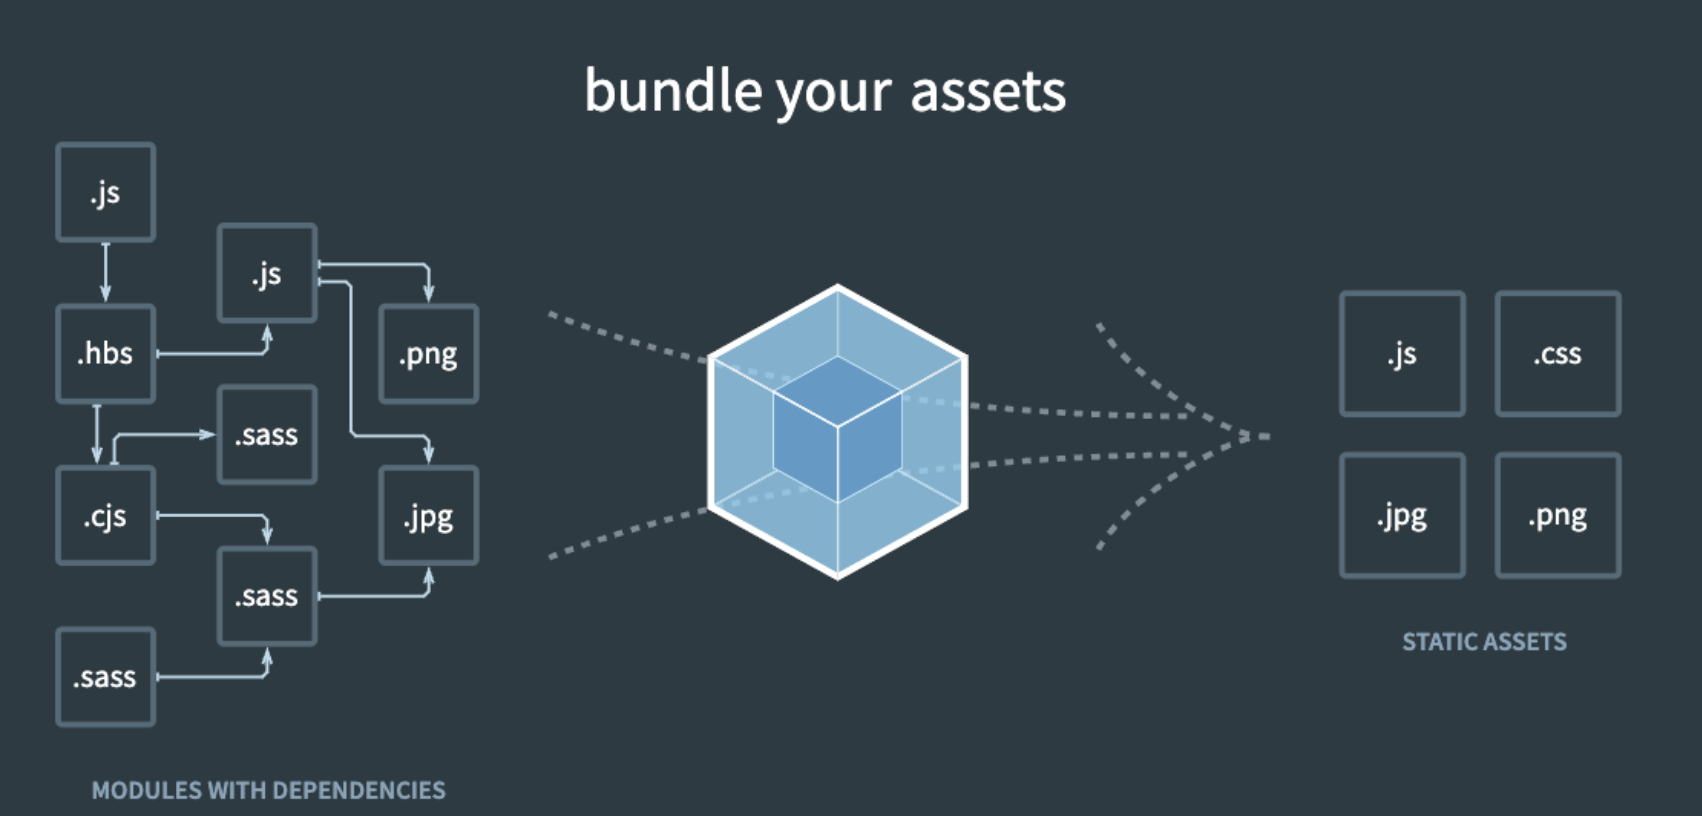 bundle your assets
.js
.js
.hbs
.png
.sass
.cjs
.jpg
.sass
.sass
MODULES WITH DEPENDENCIES
.js
.css
.jpg
.png
STATIC ASSETS